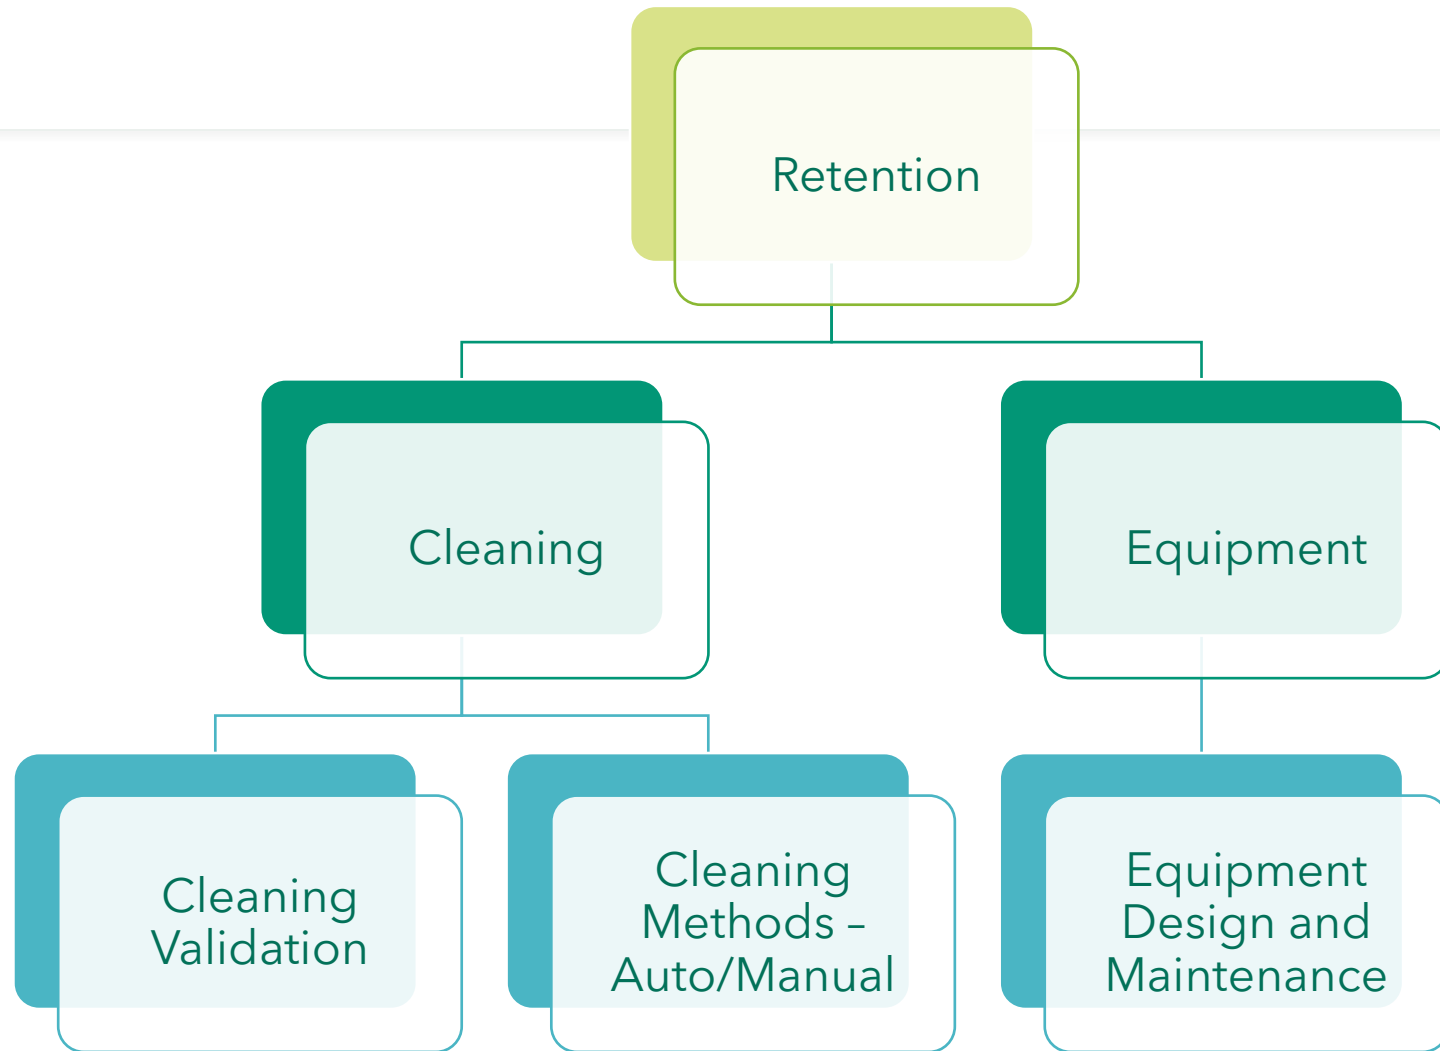 Retention
Cleaning
Equipment
Cleaning
Validation
Cleaning
Methods –
Auto/Manual
Equipment
Design and
Maintenance